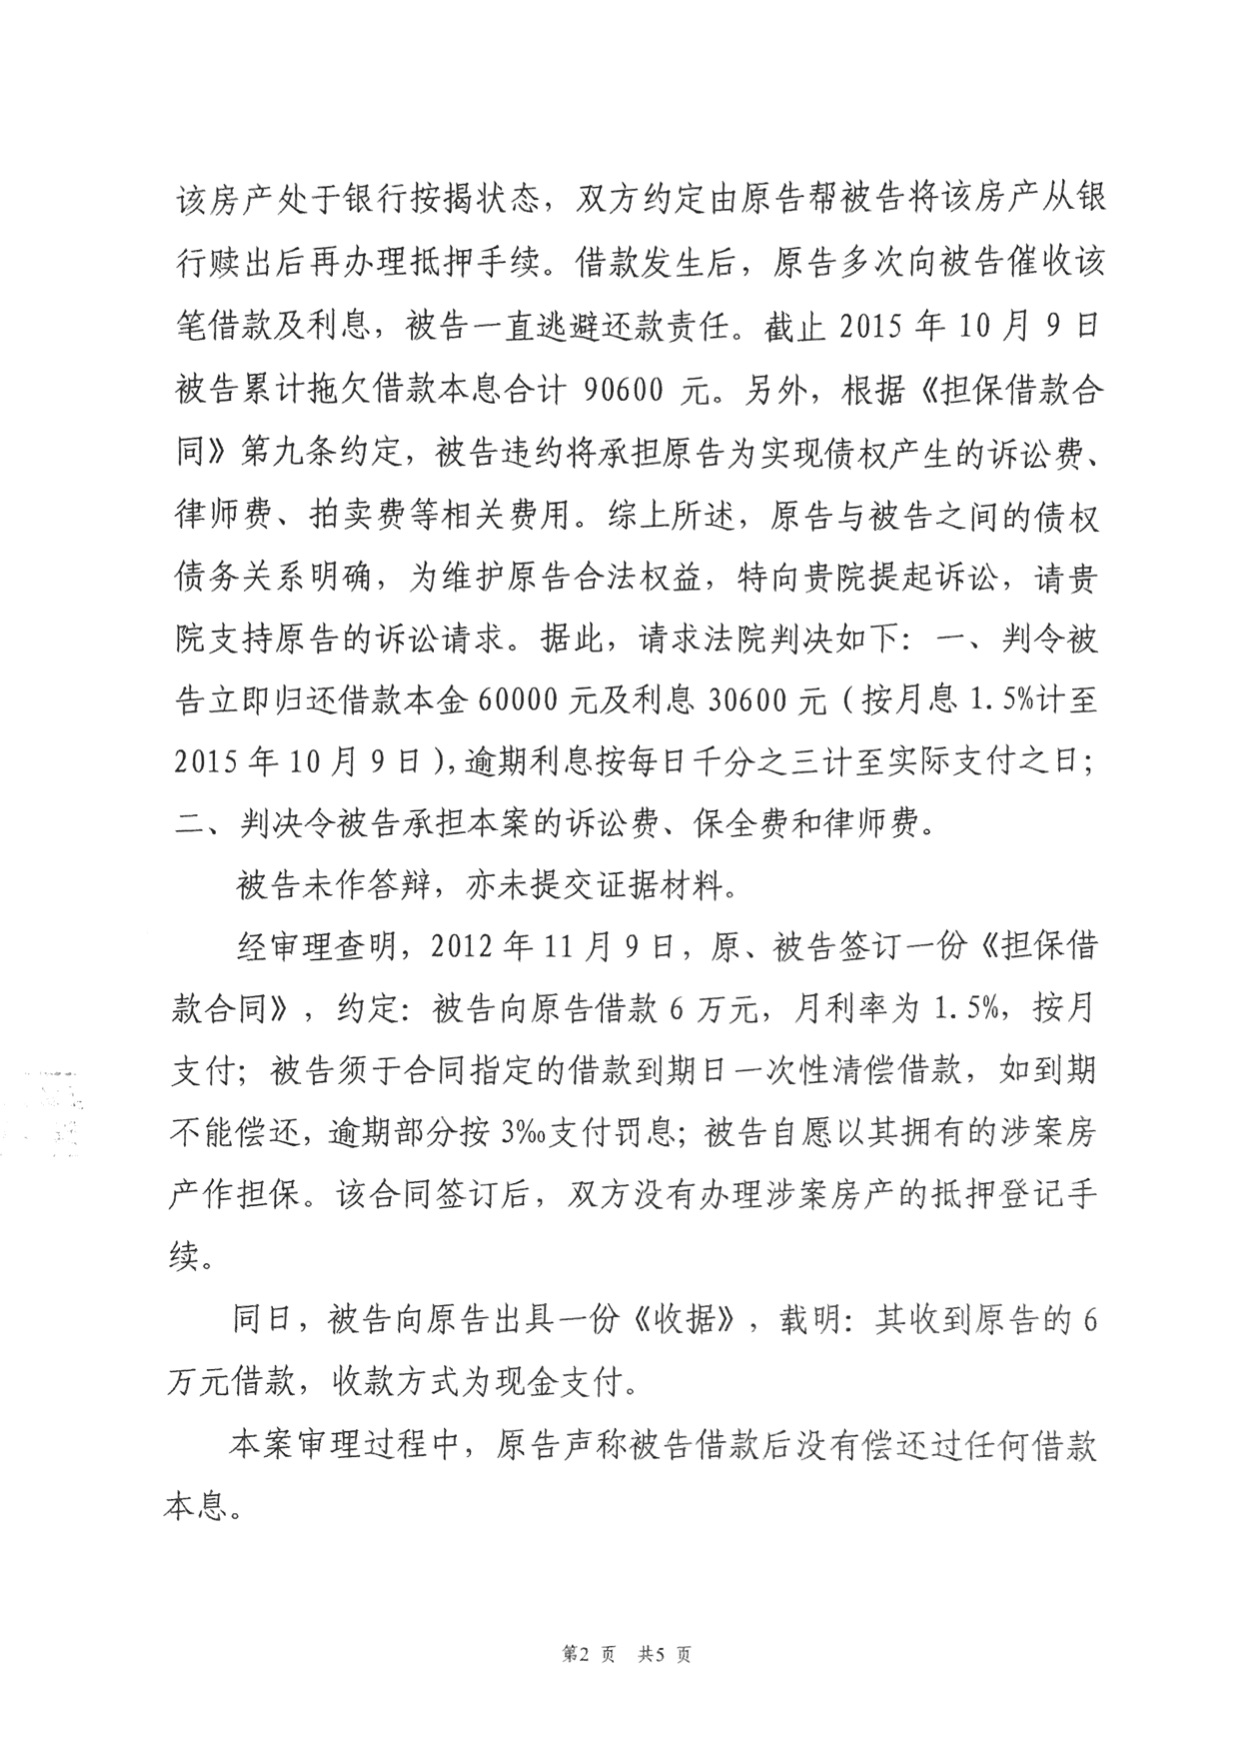 该房产处于银行按揭状态，双方约定由原告帮被告将该房产从银
行赎出后再办理抵押手续。借款发生后，原告多次向被告催收该
笔借款及利息，被告一直逃避还款责任。截止 2015 年 10 月 9 日
被告累计拖欠借款本息合计 90600 元。另外，根据《担保借款合
同》第九条约定，被告违约将承担原告为实现债权产生的诉讼费、
律师费、拍卖费等相关费用。综上所述，原告与被告之间的债权
债务关系明确，为维护原告合法权益，特向贵院提起诉讼，请贵
院支持原告的诉讼请求。据此，请求法院判决如下：一、判令被
告立即归还借款本金 60000 元及利息 30600 元（按月息 1.5%计至
2015 年 10 月 9 日），逾期利息按每日千分之三计至实际支付之日；
二、判决令被告承担本案的诉讼费、保全费和律师费。
被告未作答辩，亦未提交证据材料。
经审理查明，2012 年 11 月 9 日，原、被告签订一份《担保借
款合同》，约定：被告向原告借款 6 万元，月利率为 1.5%，按月
支付；被告须于合同指定的借款到期日一次性清偿借款，如到期
不能偿还，逾期部分按 3‰支付罚息；被告自愿以其拥有的涉案房
产作担保。该合同签订后，双方没有办理涉案房产的抵押登记手
续。
同日，被告向原告出具一份《收据》，载明：其收到原告的 6
万元借款，收款方式为现金支付。
本案审理过程中，原告声称被告借款后没有偿还过任何借款
本息。
第2 页 共5 页